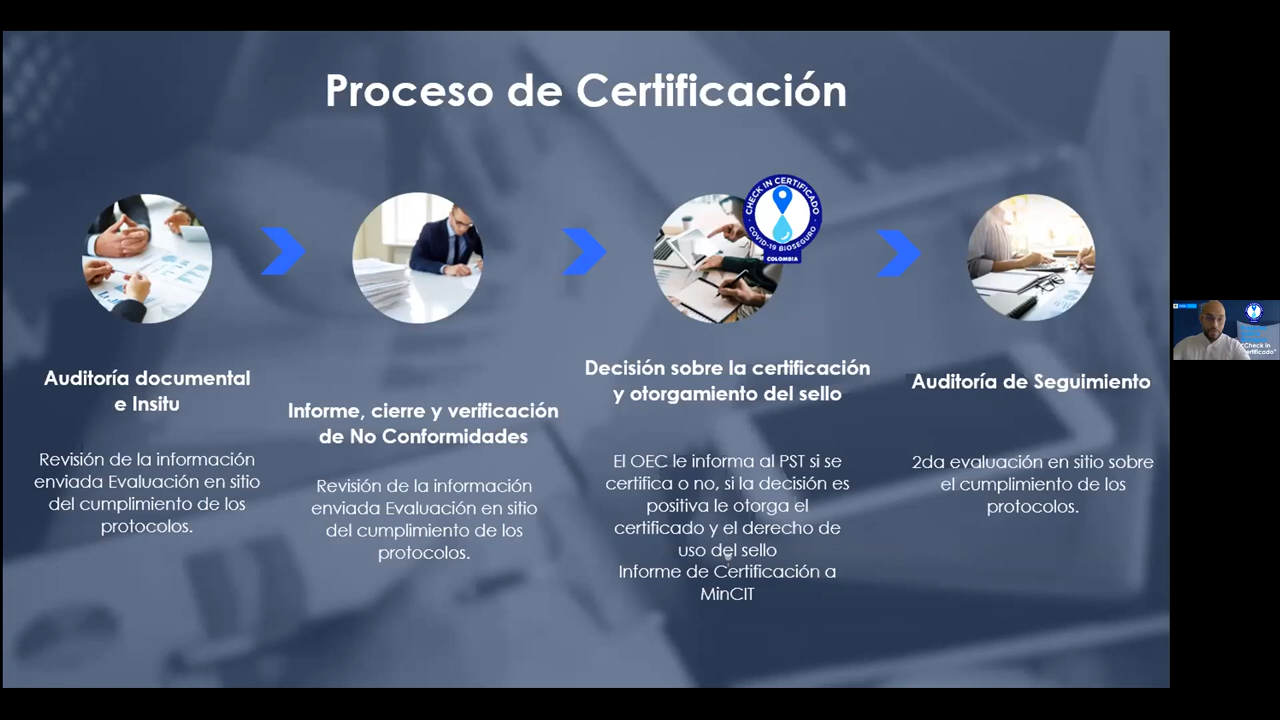 Proceso de Certificación
CHECK IN CERTIFICADO
COVID-19 BIOSEGURO
COLOMBIA
Auditoría documental
e Insitu
Revisión de la información
enviada Evaluación en sitio
del cumplimiento de los
protocolos.
Informe, cierre y verificación
de No Conformidades
Revisión de la información
enviada Evaluación en sitio
del cumplimiento de los
protocolos.
Decisión sobre la certificación
y otorgamiento del sello
El OEC le informa al PST si se
certifica o no, si la decisión es
positiva le otorga el
certificado y el derecho de
uso del sello
Informe de Certificación a
MinCIT
Auditoría de Seguimiento
2da evaluación en sitio sobre
el cumplimiento de los
protocolos.
"Check in